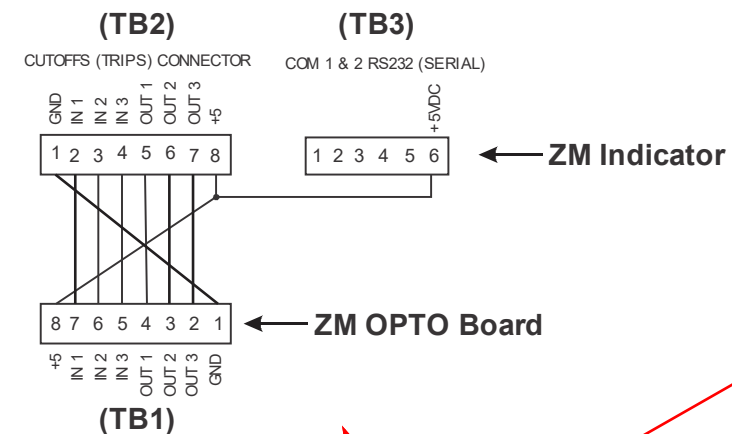 (TB2) (TB3)
CUTOFFS (TRIPS) CONNECTOR COM 1 & 2 RS232 (SERIAL)
GND IN 1 IN 2 IN 3 OUT 1 OUT 2 OUT 3 +5 +5VDC
1 2 3 4 5 6 7 8 1 2 3 4 5 6 ZM Indicator
8 7 6 5 4 3 2 1 ZM OPTO Board
+5 IN 1 IN 2 IN 3 OUT 1 OUT 2 OUT 3 GND
(TB1)